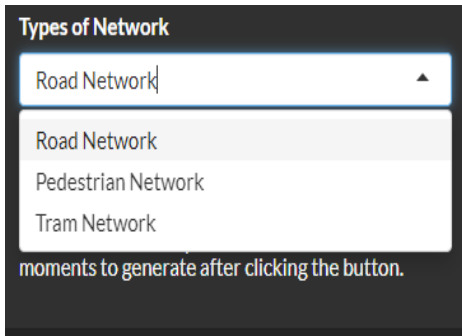 Types of Network
Road Network
Road Network
Pedestrian Network
Tram Network
moments to generate after clicking the button.